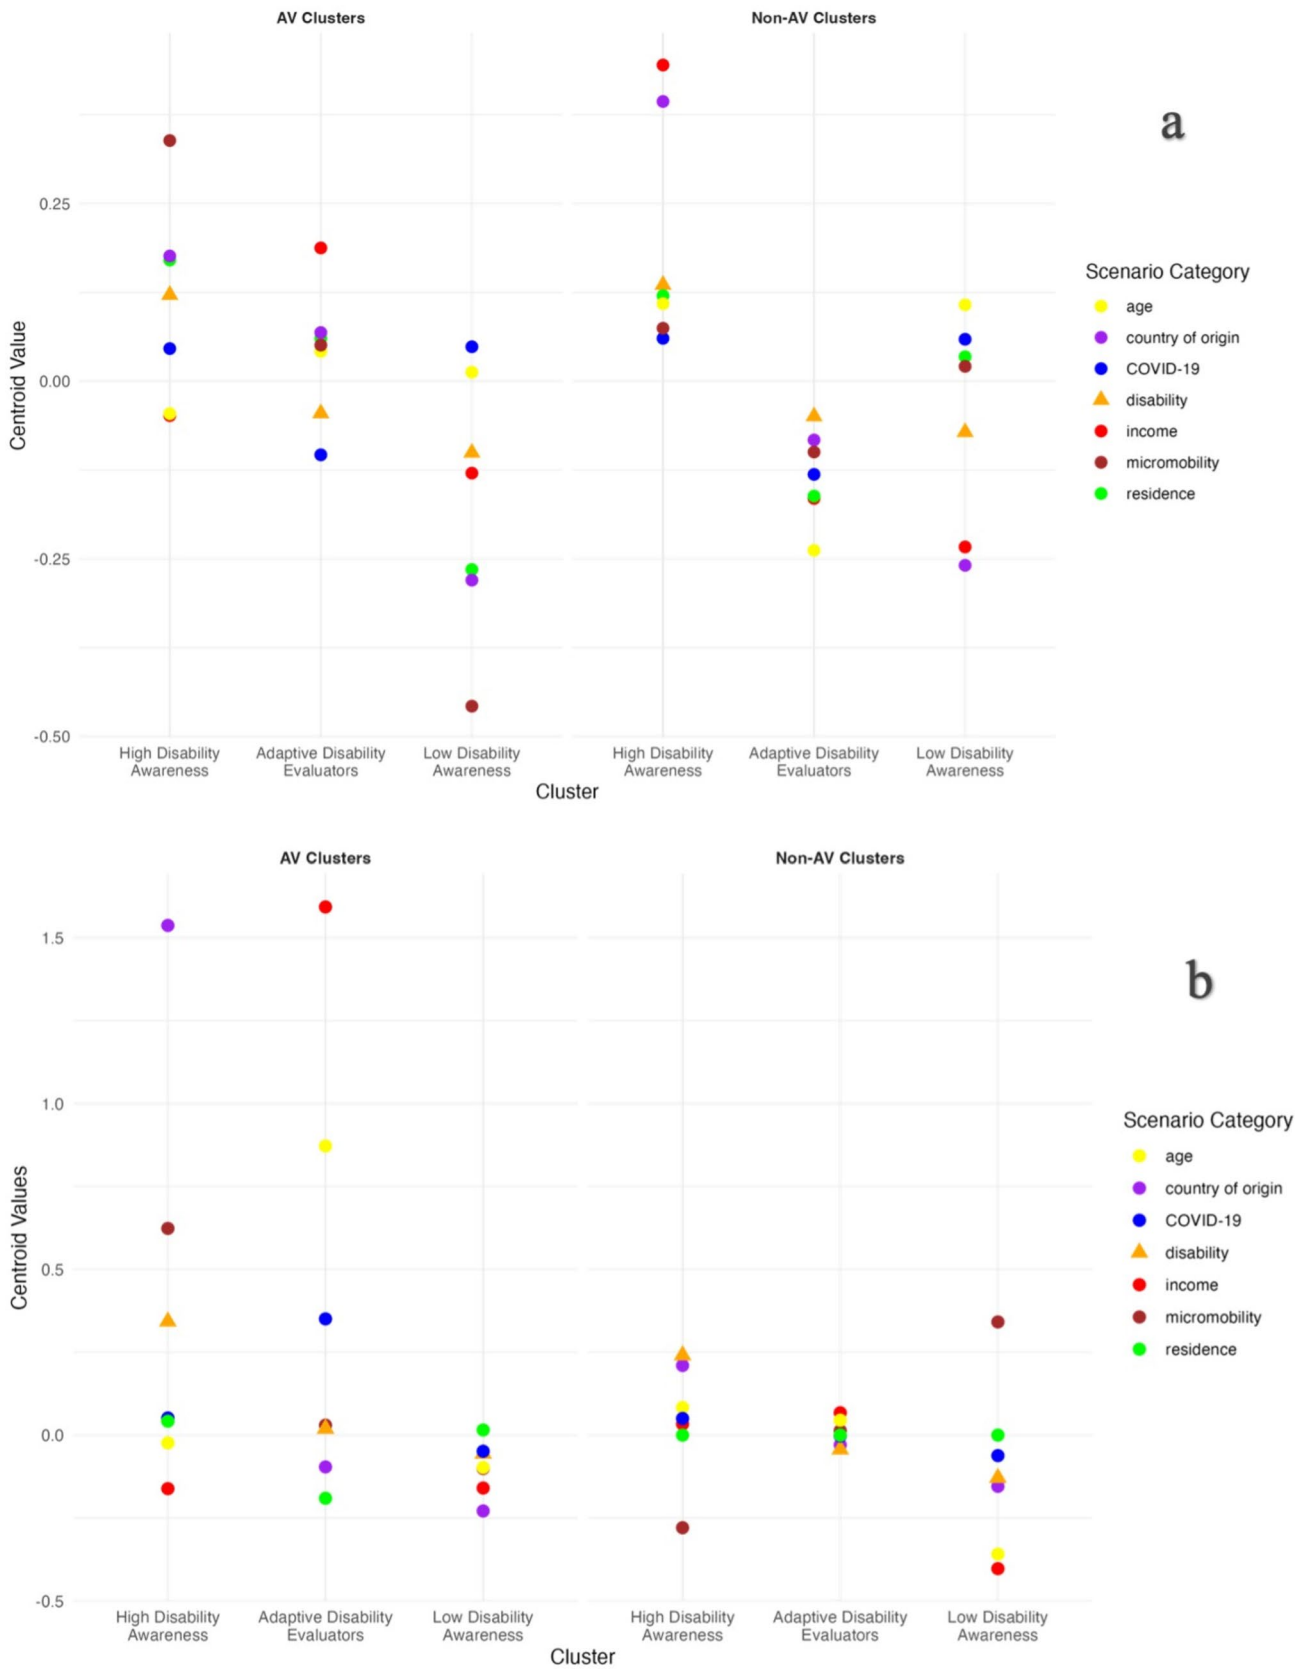 AV Clusters
Non-AV Clusters
a
0.25
0.00
-0.25
-0.50
Centroid Value
High Disability
Awareness
Adaptive Disability
Evaluators
Low Disability
Awareness
High Disability
Awareness
Adaptive Disability
Evaluators
Low Disability
Awareness
Cluster
Scenario Category
age
country of origin
COVID-19
disability
income
micromobility
residence
AV Clusters
Non-AV Clusters
b
1.5
1.0
0.5
0.0
-0.5
Centroid Values
High Disability
Awareness
Adaptive Disability
Evaluators
Low Disability
Awareness
High Disability
Awareness
Adaptive Disability
Evaluators
Low Disability
Awareness
Cluster
Scenario Category
age
country of origin
COVID-19
disability
income
micromobility
residence